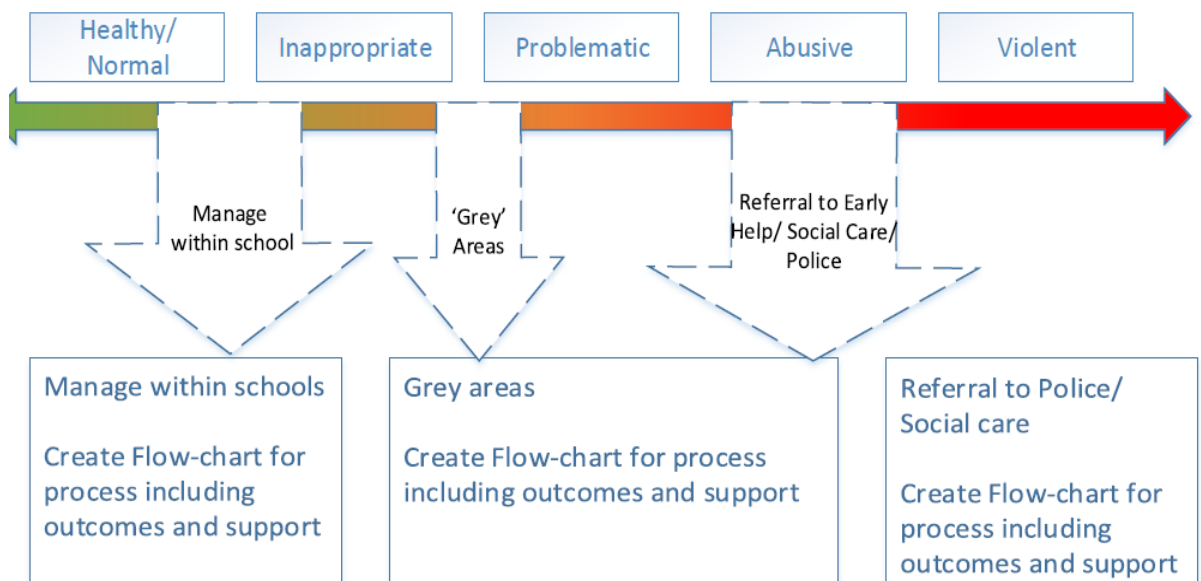 Healthy/
Normal
Inappropriate
Problematic
Abusive
Violent
Manage
within school
‘Grey’
Areas
Referral to Early
Help/ Social Care/
Police
Manage within schools
Create Flow-chart for
process including
outcomes and support
Grey areas
Create Flow-chart for process
including outcomes and support
Referral to Police/
Social care
Create Flow-chart for
process including
outcomes and support